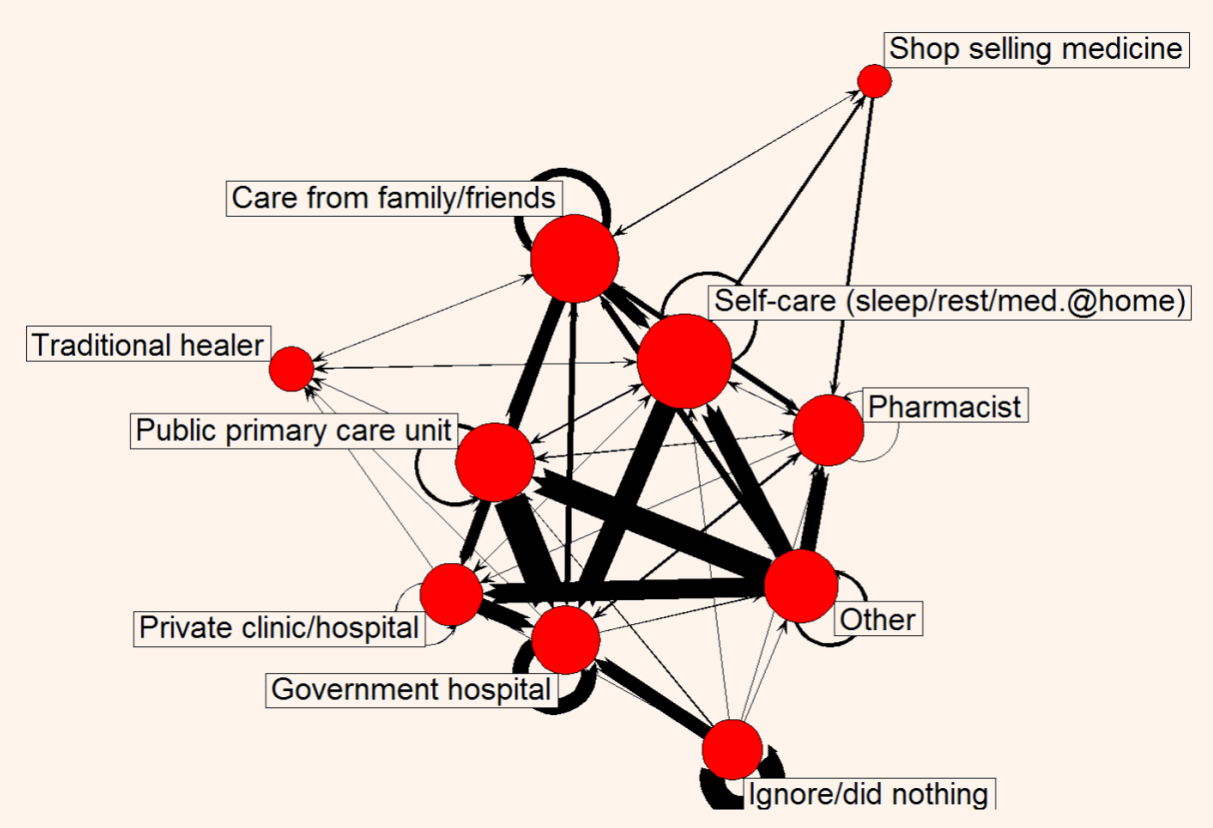 Shop selling medicine
Care from family/friends
Self-care (sleep/rest/med.@home)
Traditional healer
Pharmacist
Public primary care unit
Other
Private clinic/hospital
Government hospital
Ignore/did nothing